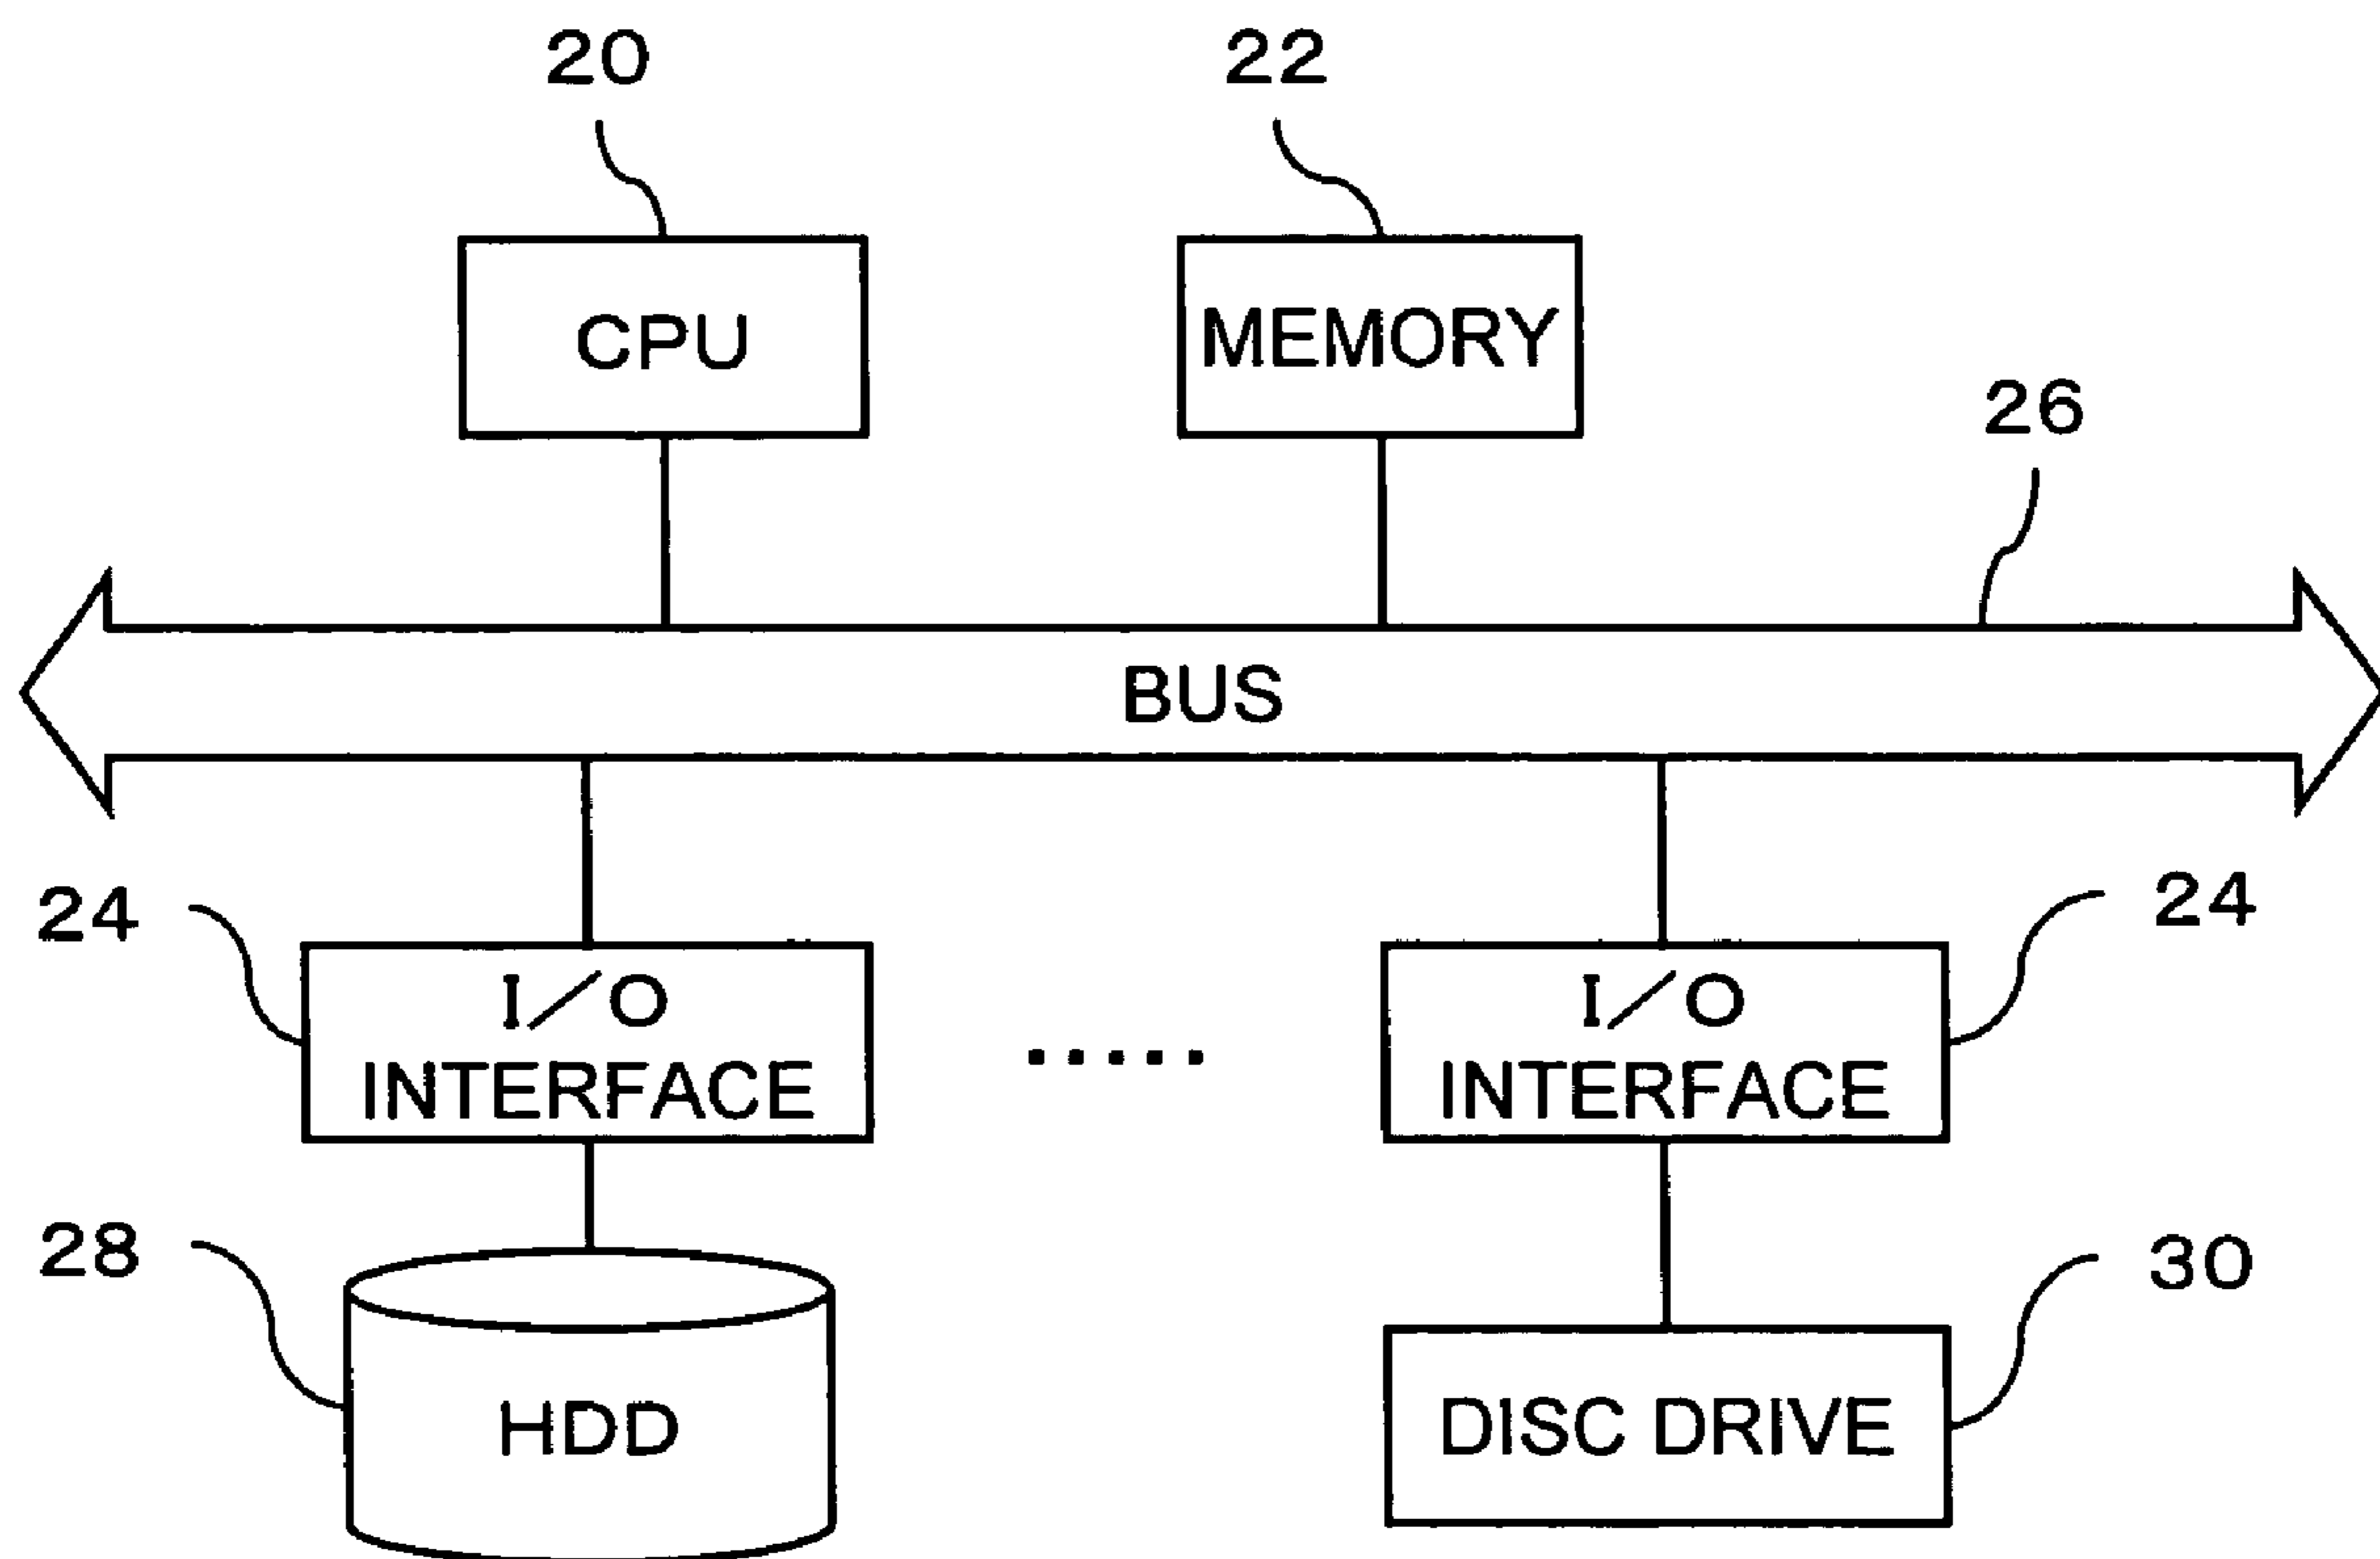 20
22
CPU
MEMORY
26
BUS
24
24
I/O
INTERFACE
.....
I/O
INTERFACE
28
30
HDD
DISC DRIVE